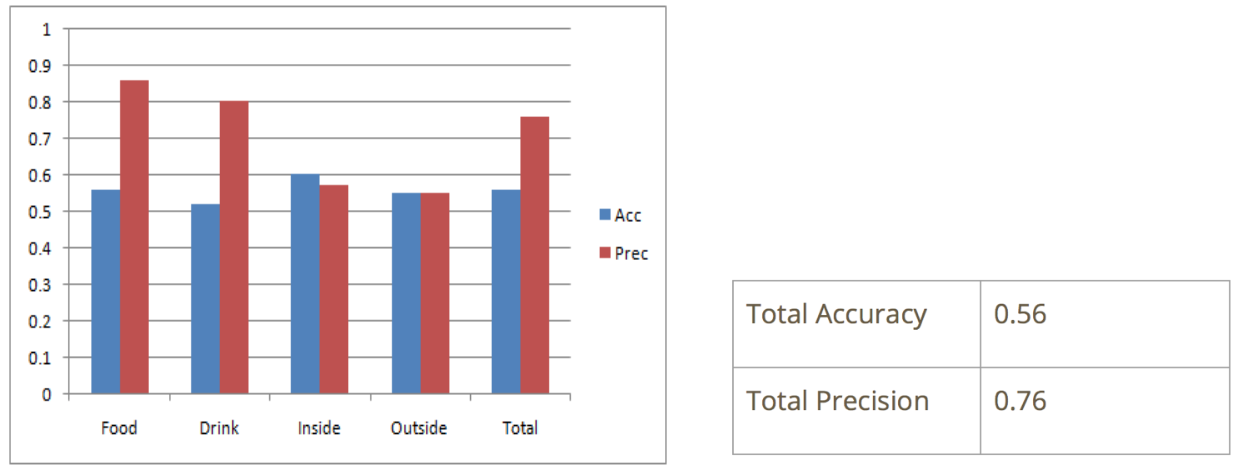 1
0.9
0.8
0.7
0.6
0.5
0.4
0.3
0.2
0.1
0
Food Drink Inside Outside Total
Acc
Prec
Total Accuracy 0.56
Total Precision 0.76